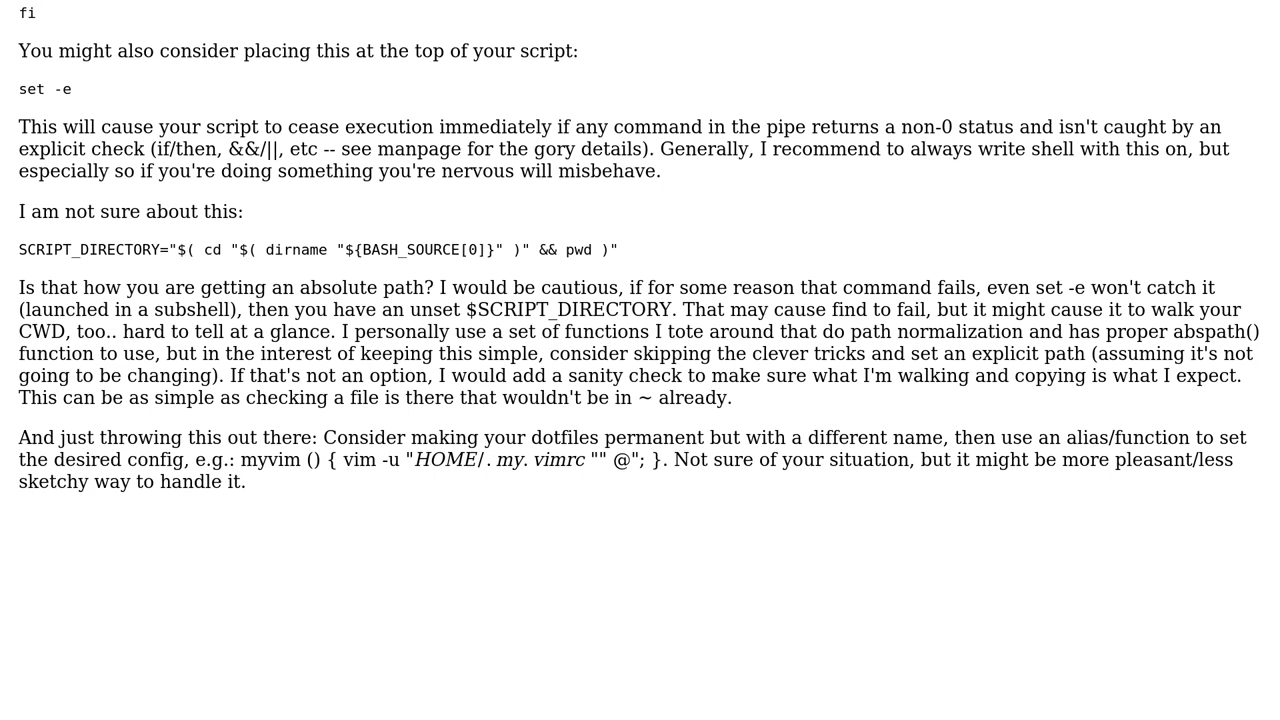 fi
You might also consider placing this at the top of your script:
set -e
This will cause your script to cease execution immediately if any command in the pipe returns a non-0 status and isn't caught by an
explicit check (if/then, &&/||, etc -- see manpage for the gory details). Generally, I recommend to always write shell with this on, but
especially so if you're doing something you're nervous will misbehave.
I am not sure about this:
SCRIPT_DIRECTORY="$( cd "$( dirname "${BASH_SOURCE[0]}" )" && pwd )"
Is that how you are getting an absolute path? I would be cautious, if for some reason that command fails, even set -e won't catch it
(launched in a subshell), then you have an unset $SCRIPT_DIRECTORY. That may cause find to fail, but it might cause it to walk your
CWD, too.. hard to tell at a glance. I personally use a set of functions I tote around that do path normalization and has proper abspath()
function to use, but in the interest of keeping this simple, consider skipping the clever tricks and set an explicit path (assuming it's not
going to be changing). If that's not an option, I would add a sanity check to make sure what I'm walking and copying is what I expect.
This can be as simple as checking a file is there that wouldn't be in ~ already.
And just throwing this out there: Consider making your dotfiles permanent but with a different name, then use an alias/function to set
the desired config, e.g.: myvim () { vim -u "HOME/. my. vimrc "" @"; }. Not sure of your situation, but it might be more pleasant/less
sketchy way to handle it.